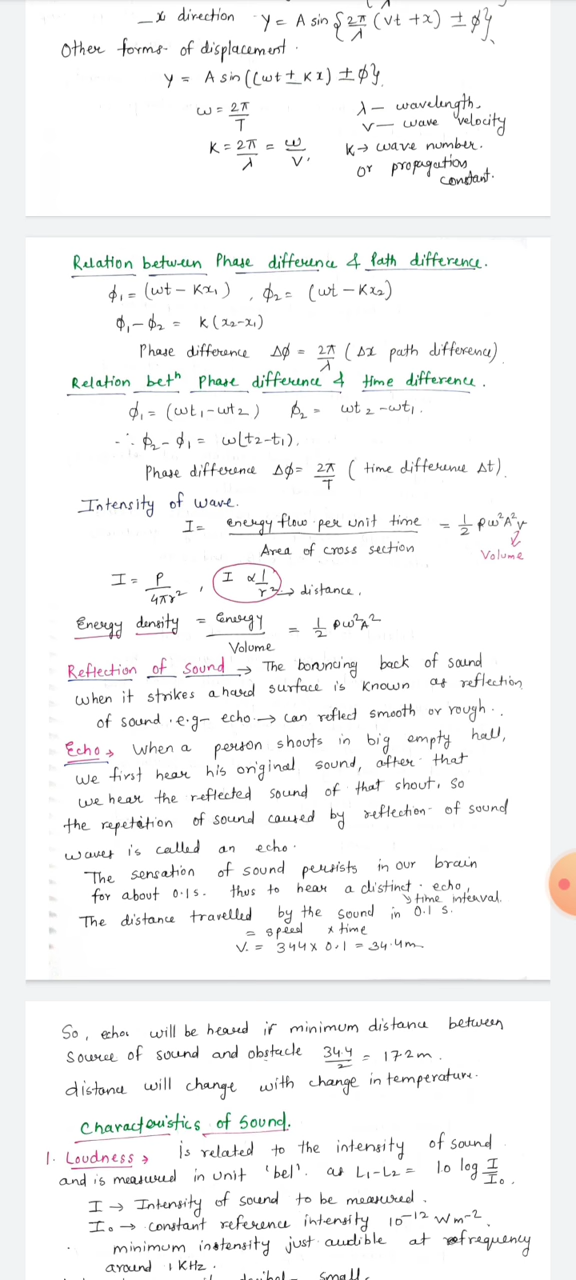 -x direction y = A sin {2π/λ (vt + x) ± φ}
Other forms of displacement.
y = A sin((ωt ± Kx) ± φ}
ω = 2π/T
λ – wavelength.
v – wave velocity
K = 2π/λ = ω/v.
K → wave number.
or propagation
constant.
Relation between Phase difference & Path difference.
φ₁ = (ωt – Kx₁) , φ₂ = (ωt – Kx₂)
φ₁ – φ₂ = K(x₂-x₁)
Phase difference Δφ = 2π/λ (Δx path difference)
Relation betⁿ Phase difference & time difference.
φ₁ = (ωt₁ – ωt₂) φ₂ = ωt₂ – ωt₁.
∴ φ₂ – φ₁ = ω(t₂-t₁).
Phase difference Δφ = 2π/T ( time difference Δt)
Intensity of wave.
I = energy flow per unit time / Area of cross section = 1/2 ρω²A²v
Volume
I = P/4πr² , I α 1/r² → distance.
Energy density = Energy/Volume = 1/2 ρω²A²
Reflection of Sound → The bouncing back of sound
when it strikes a hard surface is known as reflection
of sound . e.g – echo → can reflect smooth or rough.
Echo → When a person shouts in big empty hall,
we first hear his original sound, after that
we hear the reflected sound of that shout, so
the repetition of sound caused by reflection of sound
waves is called an echo.
The sensation of sound persists in our brain
for about 0.1s. thus to hear a distinct echo,
→ time interval.
The distance travelled by the sound in 0.1 s.
= speed x time
V. = 344 x 0.1 = 34.4m
So, echo will be heared if minimum distance between
Source of sound and obstacle 34.4/2 = 17.2m.
distance will change with change in temperature.
Characteristics of Sound.
1. Loudness → is related to the intensity of sound
and is measured in unit 'bel'. as L₁-L₂ = 10 log I/I₀.
I → Intensity of sound to be measured.
I₀ → constant reference intensity 10⁻¹² Wm⁻².
minimum instensity just audible at frequency
around 1 KHz.
small.